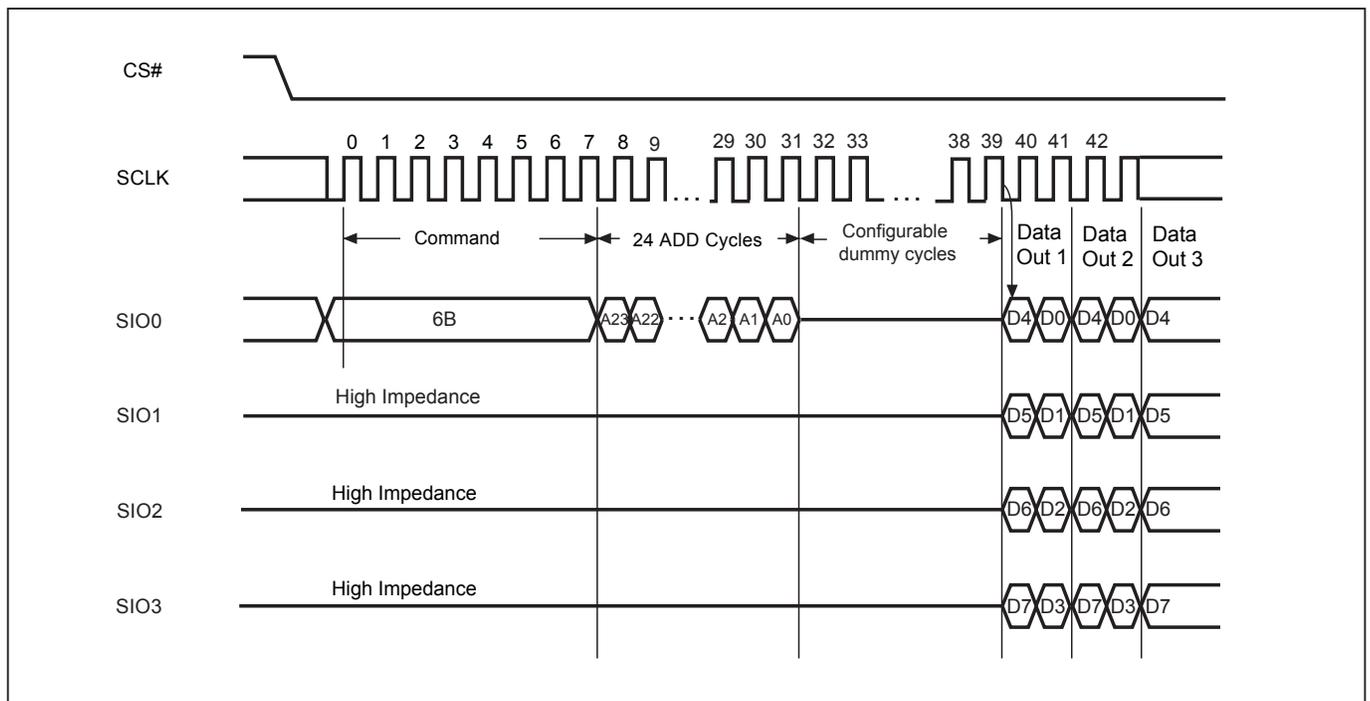 CS#
0 1 2 3 4 5 6 7 8 9 29 30 31 32 33 38 39 40 41 42
SCLK
... ...
Command 24 ADD Cycles Configurable dummy cycles Data Out 1 Data Out 2 Data Out 3
SIO0 6B A23 A22 ... A2 A1 A0 D4 D0 D4 D0 D4
High Impedance
SIO1 D5 D1 D5 D1 D5
High Impedance
SIO2 D6 D2 D6 D2 D6
High Impedance
SIO3 D7 D3 D7 D3 D7